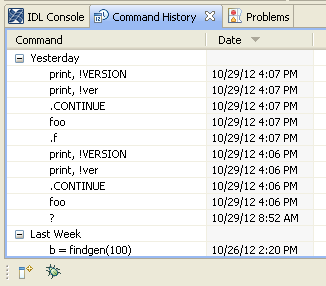 IDL Console Command History Problems
Command Date
Yesterday
print, !VERSION 10/29/12 4:07 PM
print, !ver 10/29/12 4:07 PM
.CONTINUE 10/29/12 4:07 PM
foo 10/29/12 4:07 PM
.f 10/29/12 4:07 PM
print, !VERSION 10/29/12 4:06 PM
print, !ver 10/29/12 4:06 PM
.CONTINUE 10/29/12 4:06 PM
foo 10/29/12 4:06 PM
? 10/29/12 8:52 AM
Last Week
b = findgen(100) 10/26/12 2:20 PM